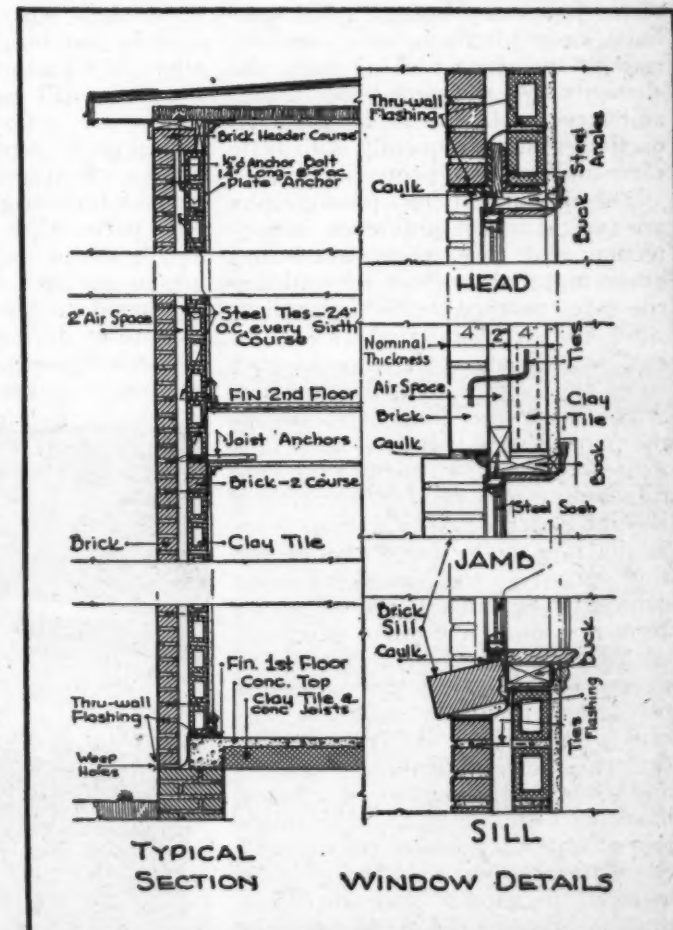 Brick Header Course
½"ø Anchor Bolt
14" Long-
Plate Anchor
2" Air Space
Steel Ties-24"
O.C. every Sixth
Course
FIN 2nd FLOOR
Joist Anchors
Brick-2 Course
Brick
Clay Tile
Fin. 1st Floor
Conc. Top
Clay Tile &
Conc Joists
Thru-wall
Flashing
Weep
Holes
TYPICAL
SECTION
Thru-wall
Flashing
Steel Angles
Caulk
Buck
HEAD
4" 2" 4"
Nominal
Thickness
Ties
Air Space
Brick
Clay
Tile
Caulk
Buck
Steel Sash
JAMB
Brick
Sill
Caulk
Buck
Ties
Flashing
SILL
WINDOW DETAILS